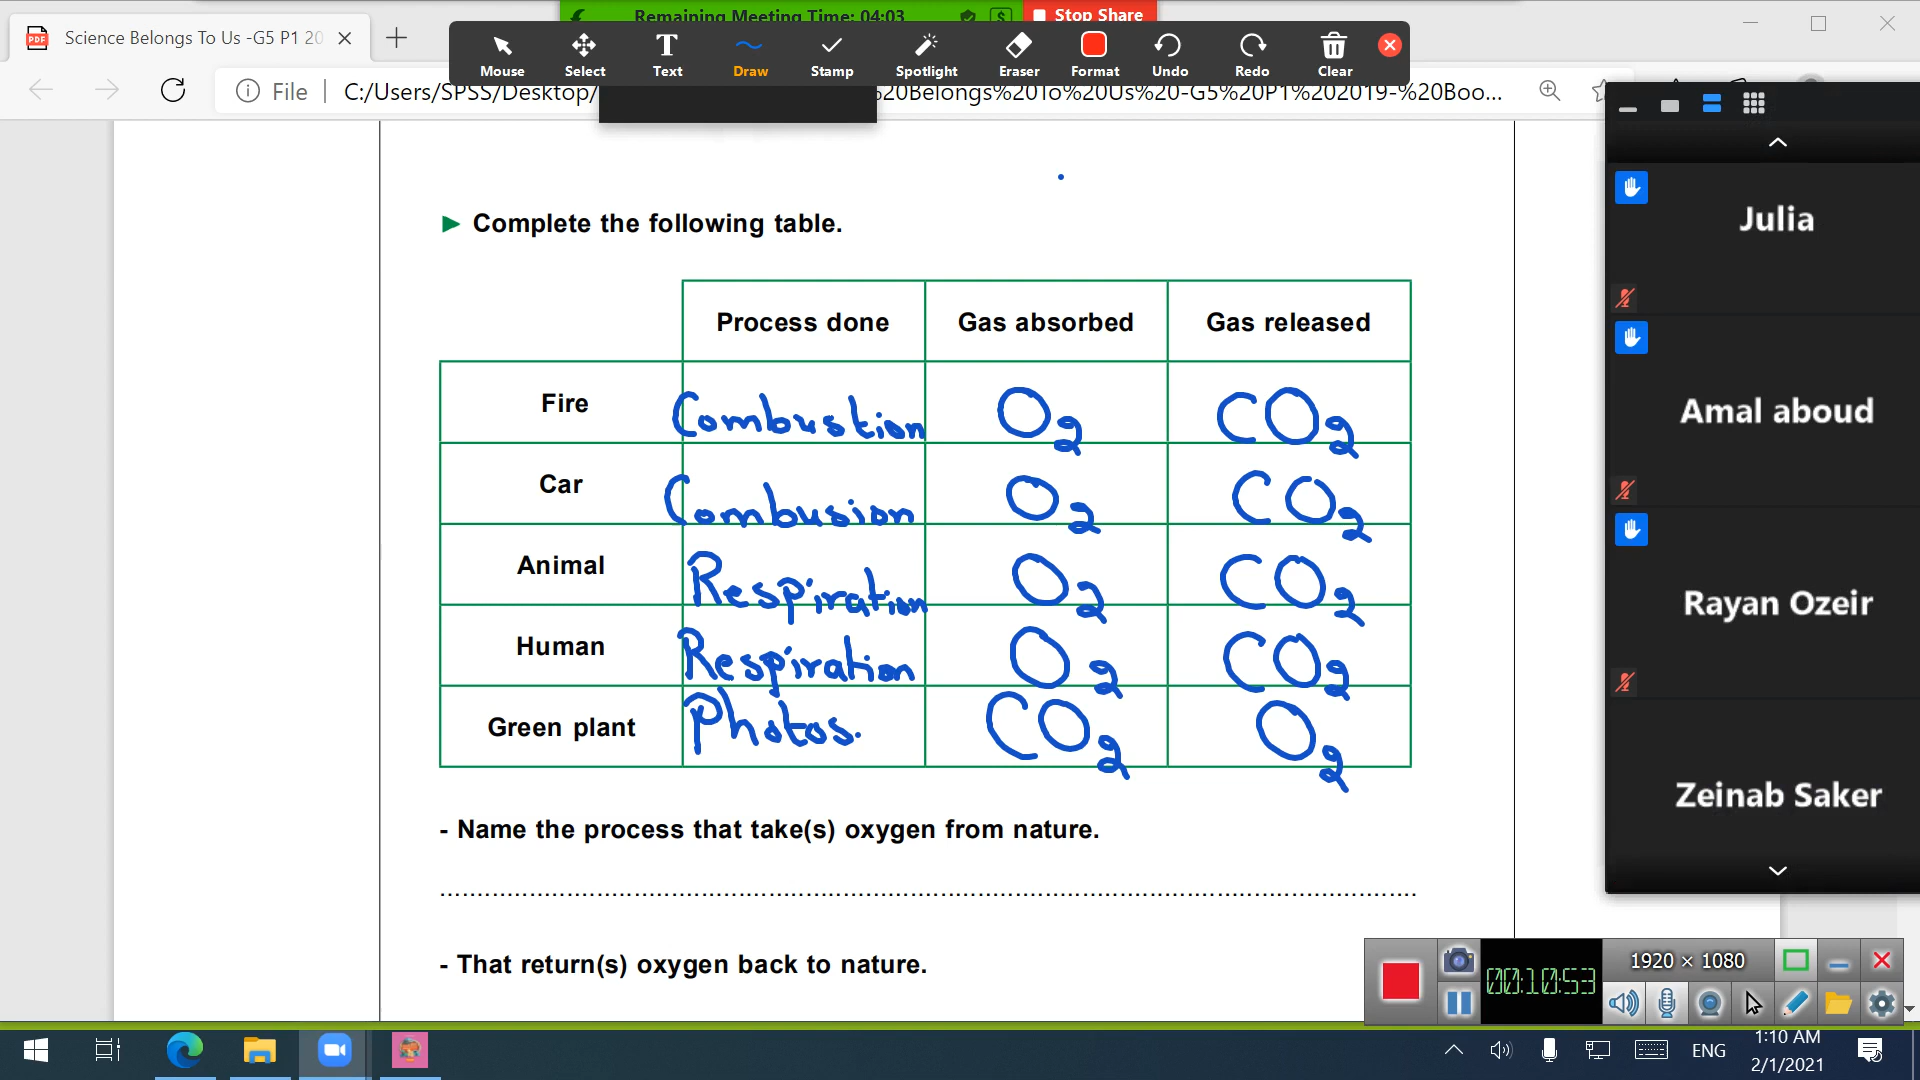 Remaining Meeting Time: 04:03
Stop Share
Science Belongs To Us -G5 P1 20
Mouse Select Text Draw Stamp Spotlight Eraser Format Undo Redo Clear
File C:/Users/SPSS/Desktop/ %20Belongs%20To%20Us%20-G5%20P1%202019-%20Boo...
Julia
Amal aboud
Rayan Ozeir
Zeinab Saker
Complete the following table.
Process done Gas absorbed Gas released
Fire Combustion O2 CO2
Car Combusion O2 CO2
Animal Respiration O2 CO2
Human Respiration O2 CO2
Green plant Photos. CO2 O2
- Name the process that take(s) oxygen from nature.
- That return(s) oxygen back to nature.
1920 × 1080
00:10:53
ENG
1:10 AM
2/1/2021